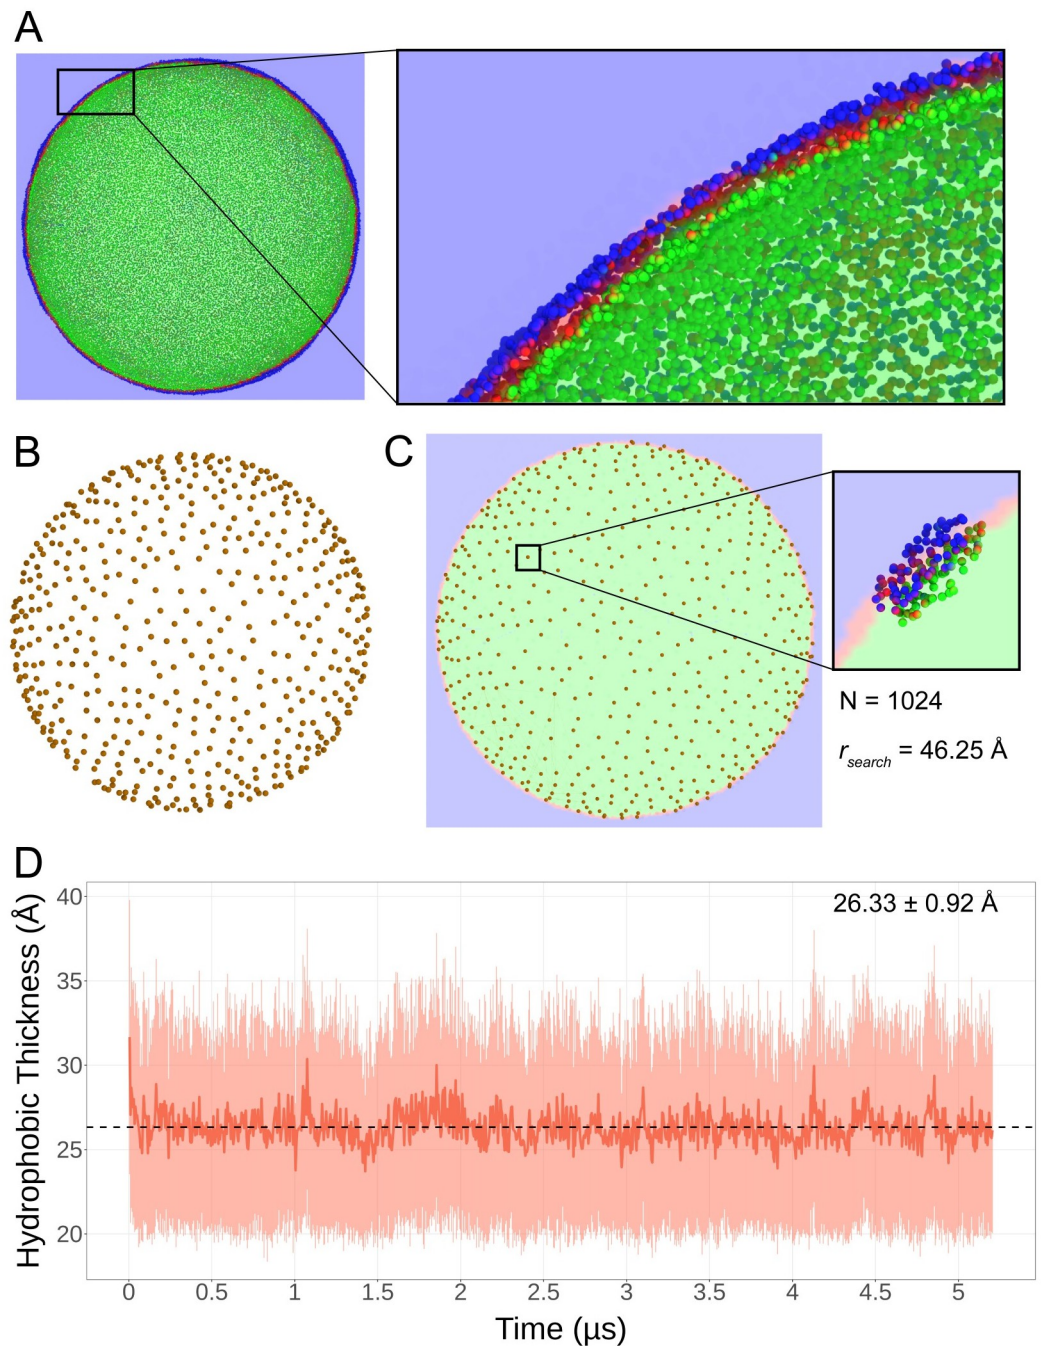 A
B
C
N = 1024
rsearch = 46.25 Å
D
Hydrophobic Thickness (Å)
40
35
30
25
20
26.33 ± 0.92 Å
0 0.5 1 1.5 2 2.5 3 3.5 4 4.5 5
Time (μs)